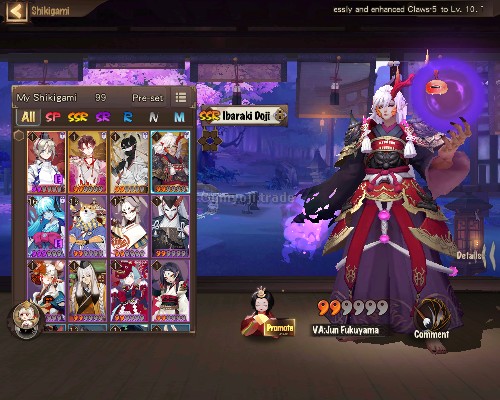 Shikigami
essly and enhanced Claws·5 to Lv. 10.
My Shikigami 99 Pre-set
All SP SSR SR R N M
SSR Ibaraki Doji
Details
Promote
VA:Jun Fukuyama
Comment